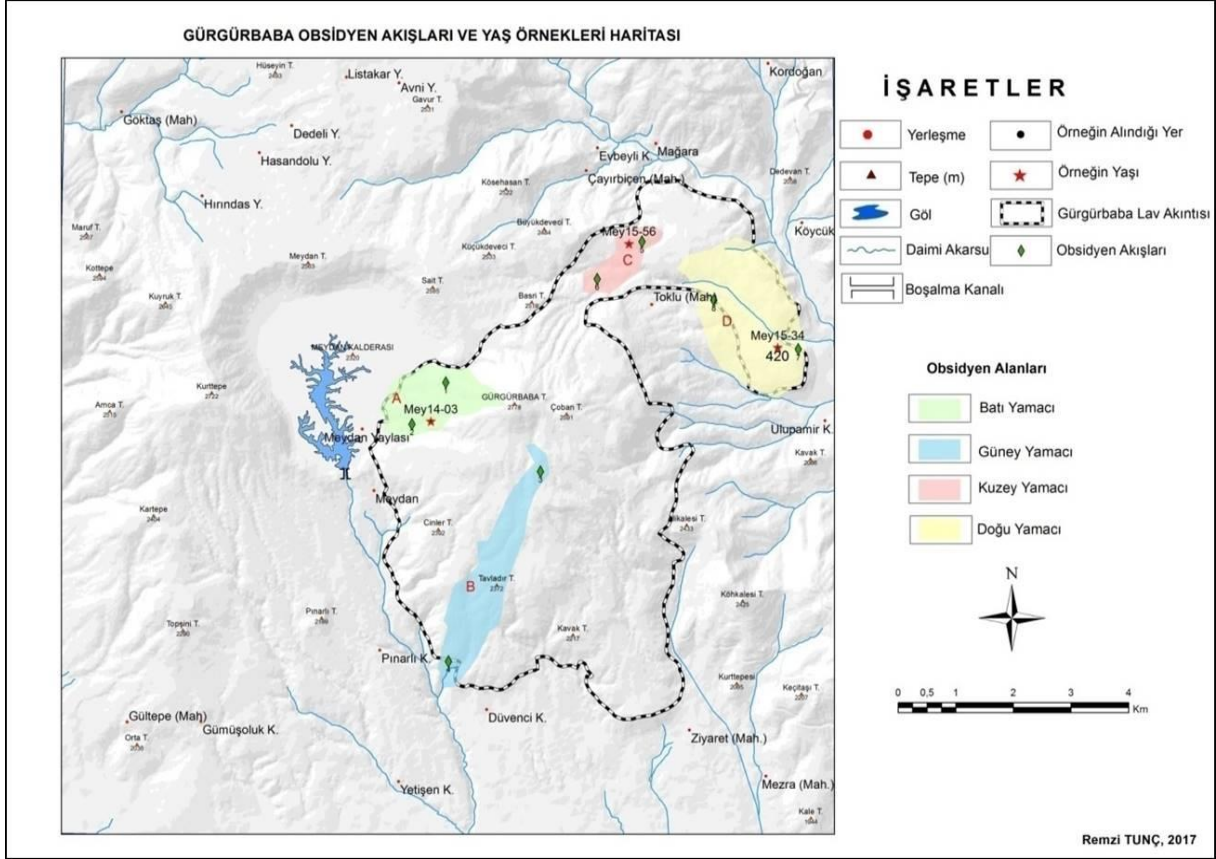 GÜRGÜRBABA OBSİDYEN AKIŞLARI VE YAŞ ÖRNEKLERİ HARİTASI
Hüseyin T.
Listakar Y.
Avni Y.
Gavur T.
Kordoğan
Göktaş (Mah)
Dedeli Y.
Hasandolu Y.
Evbeyli K.
Mağara
Çayırbiçen (Mah.)
Dedevan T.
Kösehasan T.
Hırındas Y.
Maruf T.
Büyükdeveci T.
Mey15-56
Köycük
Küçükdeveci T.
Meydan T.
C
Kottepe
Sait T.
Kuyruk T.
Basri T.
Toklu (Mah)
D
Mey15-34
420
MEYDAN KALDERASI
Kurttepe
2722
A
GÜRGÜRBABA T.
Amca T.
Mey14-03
Çoban T.
Meydan Yaylası
Ulupamir K.
Kavak T.
Meydan
Kartepe
Cinler T.
B
Tavladır T.
Köhkalesi T.
Pınarlı T.
Topşini T.
Kavak T.
Pınarlı K.
Kurttepesi
Keçitaşı T.
Gültepe (Mah)
Gümüşoluk K.
Orta T.
Düvenci K.
Ziyaret (Mah.)
Yetişen K.
Mezra (Mah.)
Kale T.
İŞARETLER
Yerleşme
Örneğin Alındığı Yer
Tepe (m)
Örneğin Yaşı
Göl
Gürgürbaba Lav Akıntısı
Daimi Akarsu
Obsidyen Akışları
Boşalma Kanalı
Obsidyen Alanları
Batı Yamacı
Güney Yamacı
Kuzey Yamacı
Doğu Yamacı
N
0 0,5 1 2 3 4
Km
Remzi TUNÇ, 2017